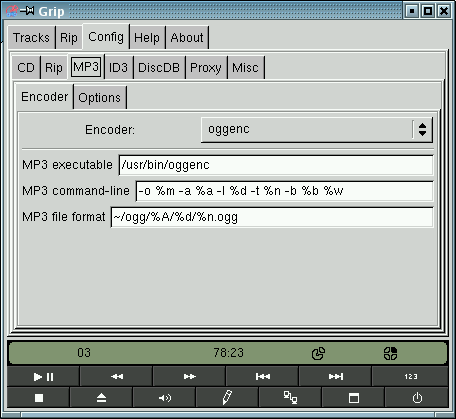 Grip
Tracks Rip Config Help About
CD Rip MP3 ID3 DiscDB Proxy Misc
Encoder Options
Encoder: oggenc
MP3 executable /usr/bin/oggenc
MP3 command-line -o %m -a %a -l %d -t %n -b %b %w
MP3 file format ~/ogg/%A/%d/%n.ogg
03 78:23
123